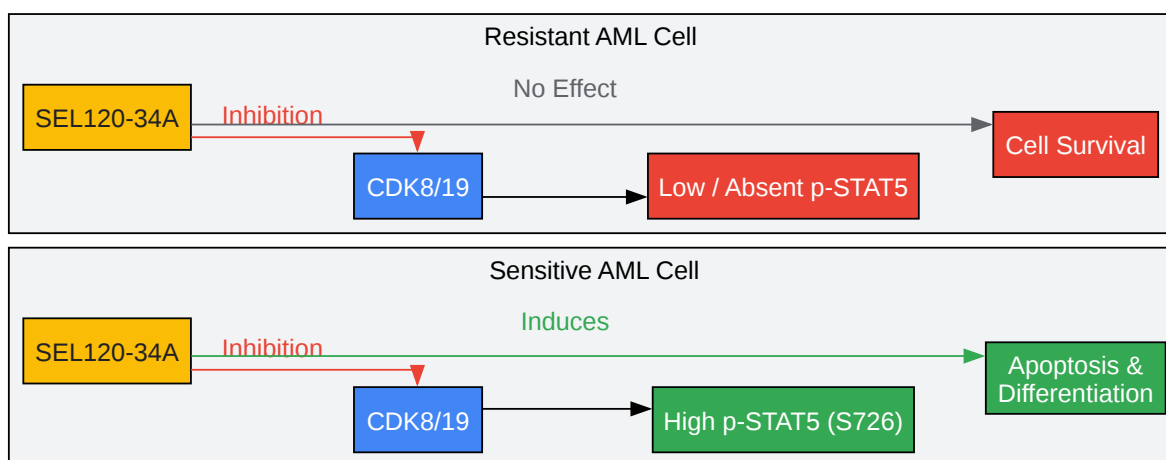 Resistant AML Cell
No Effect
SEL120-34A
Inhibition
Cell Survival
CDK8/19
Low / Absent p-STAT5
Sensitive AML Cell
Induces
SEL120-34A
Inhibition
Apoptosis &
Differentiation
CDK8/19
High p-STAT5 (S726)